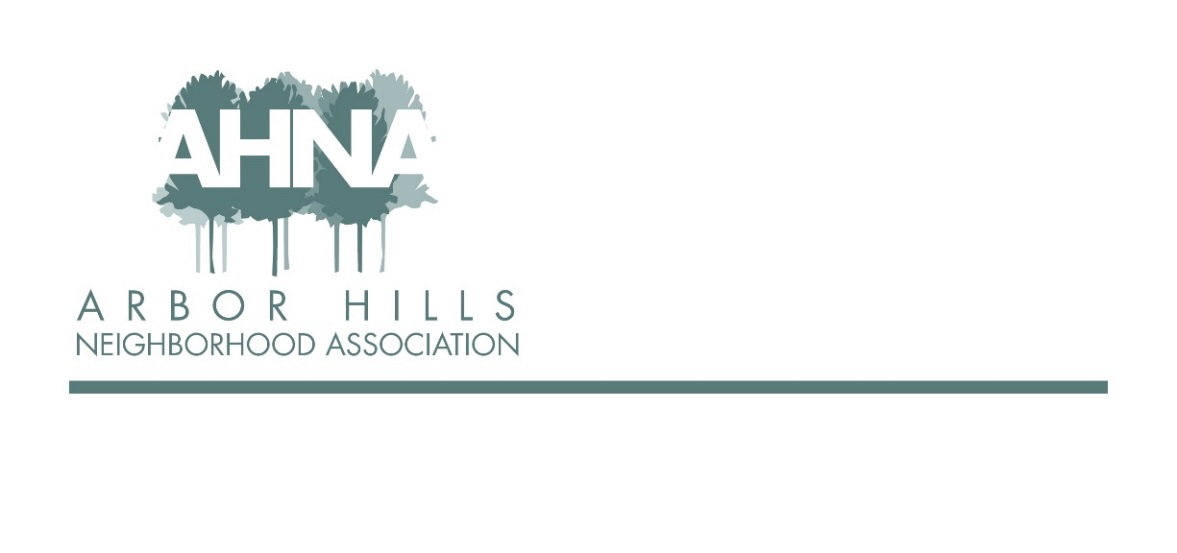 AHNA
ARBOR HILLS
NEIGHBORHOOD ASSOCIATION